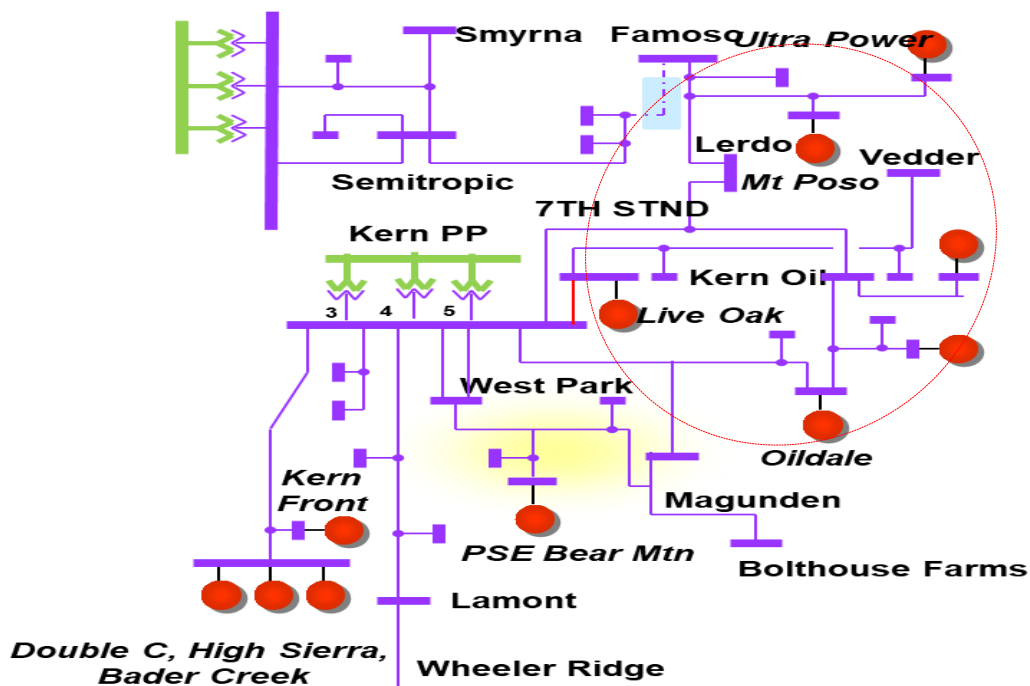 Smyrna
Famoso
Ultra Power
Lerdo
Vedder
Semitropic
Mt Poso
7TH STND
Kern PP
Kern Oil
3
4
5
Live Oak
West Park
Oildale
Kern
Front
Magunden
PSE Bear Mtn
Bolthouse Farms
Lamont
Double C, High Sierra,
Bader Creek
Wheeler Ridge